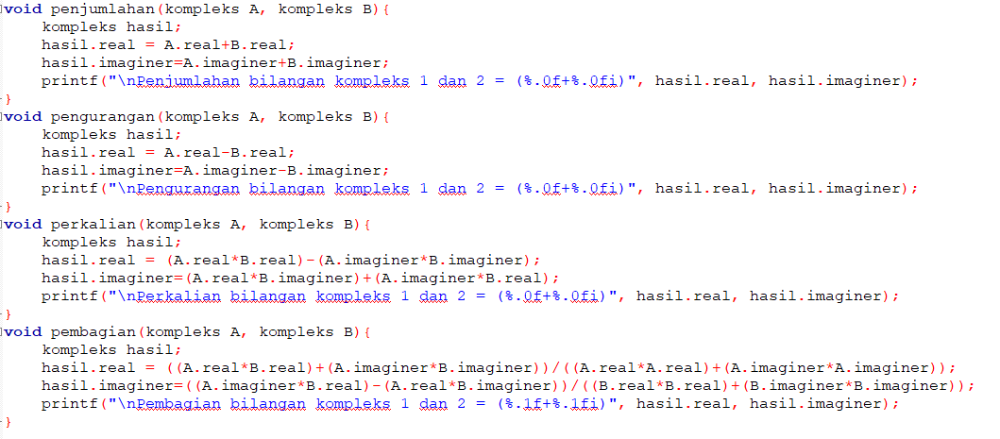 void penjumlahan(kompleks A, kompleks B){
    kompleks hasil;
    hasil.real = A.real+B.real;
    hasil.imaginer=A.imaginer+B.imaginer;
    printf("\nPenjumlahan bilangan kompleks 1 dan 2 = (%.0f+%.0fi)", hasil.real, hasil.imaginer);
}
void pengurangan(kompleks A, kompleks B){
    kompleks hasil;
    hasil.real = A.real-B.real;
    hasil.imaginer=A.imaginer-B.imaginer;
    printf("\nPengurangan bilangan kompleks 1 dan 2 = (%.0f+%.0fi)", hasil.real, hasil.imaginer);
}
void perkalian(kompleks A, kompleks B){
    kompleks hasil;
    hasil.real = (A.real*B.real)-(A.imaginer*B.imaginer);
    hasil.imaginer=(A.real*B.imaginer)+(A.imaginer*B.real);
    printf("\nPerkalian bilangan kompleks 1 dan 2 = (%.0f+%.0fi)", hasil.real, hasil.imaginer);
}
void pembagian(kompleks A, kompleks B){
    kompleks hasil;
    hasil.real = ((A.real*B.real)+(A.imaginer*B.imaginer))/((A.real*A.real)+(A.imaginer*A.imaginer));
    hasil.imaginer=((A.imaginer*B.real)-(A.real*B.imaginer))/((B.real*B.real)+(B.imaginer*B.imaginer));
    printf("\nPembagian bilangan kompleks 1 dan 2 = (%.1f+%.1fi)", hasil.real, hasil.imaginer);
}